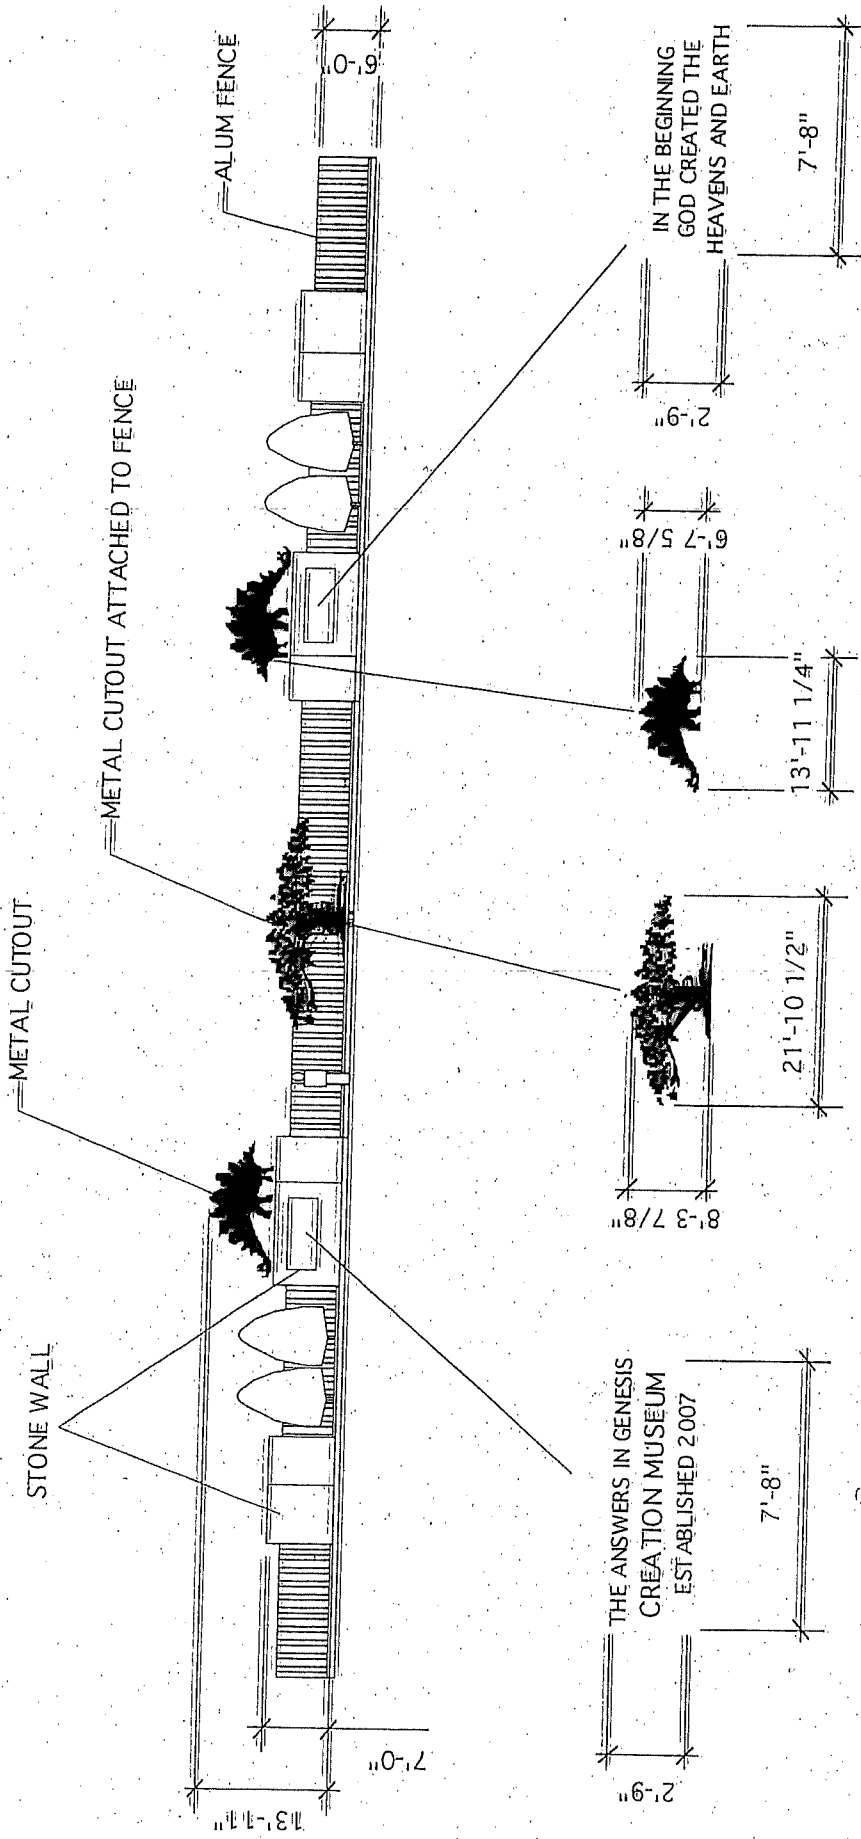 STONE WALL
METAL CUTOUT
METAL CUTOUT ATTACHED TO FENCE
ALUM FENCE
13'-11"
7'-0"
6'-0"
THE ANSWERS IN GENESIS
CREATION MUSEUM
ESTABLISHED 2007
2'-9"
7'-8"
8'-3 7/8"
21'-10 1/2"
6'-7 5/8"
13'-11 1/4"
IN THE BEGINNING
GOD CREATED THE
HEAVENS AND EARTH
2'-9"
7'-8"